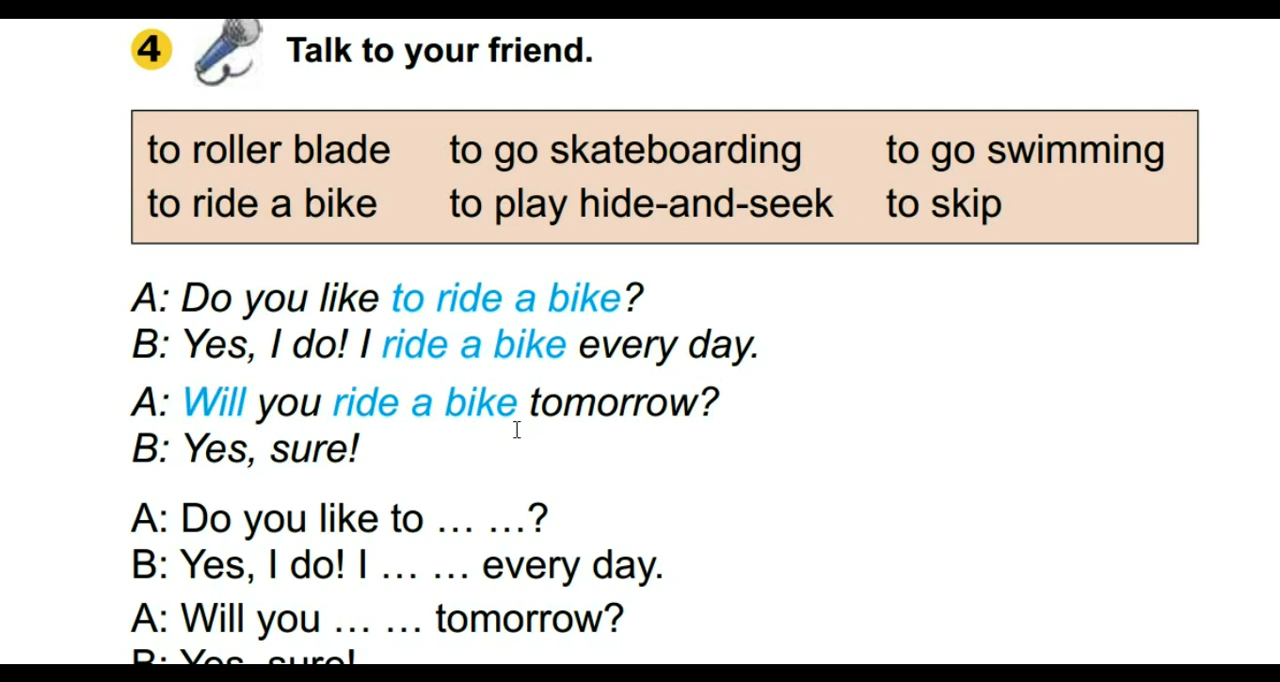 4 Talk to your friend.
to roller blade to go skateboarding to go swimming
to ride a bike to play hide-and-seek to skip
A: Do you like to ride a bike?
B: Yes, I do! I ride a bike every day.
A: Will you ride a bike tomorrow?
B: Yes, sure!
A: Do you like to ... ...?
B: Yes, I do! I ... ... every day.
A: Will you ... ... tomorrow?
B: Yes, sure!